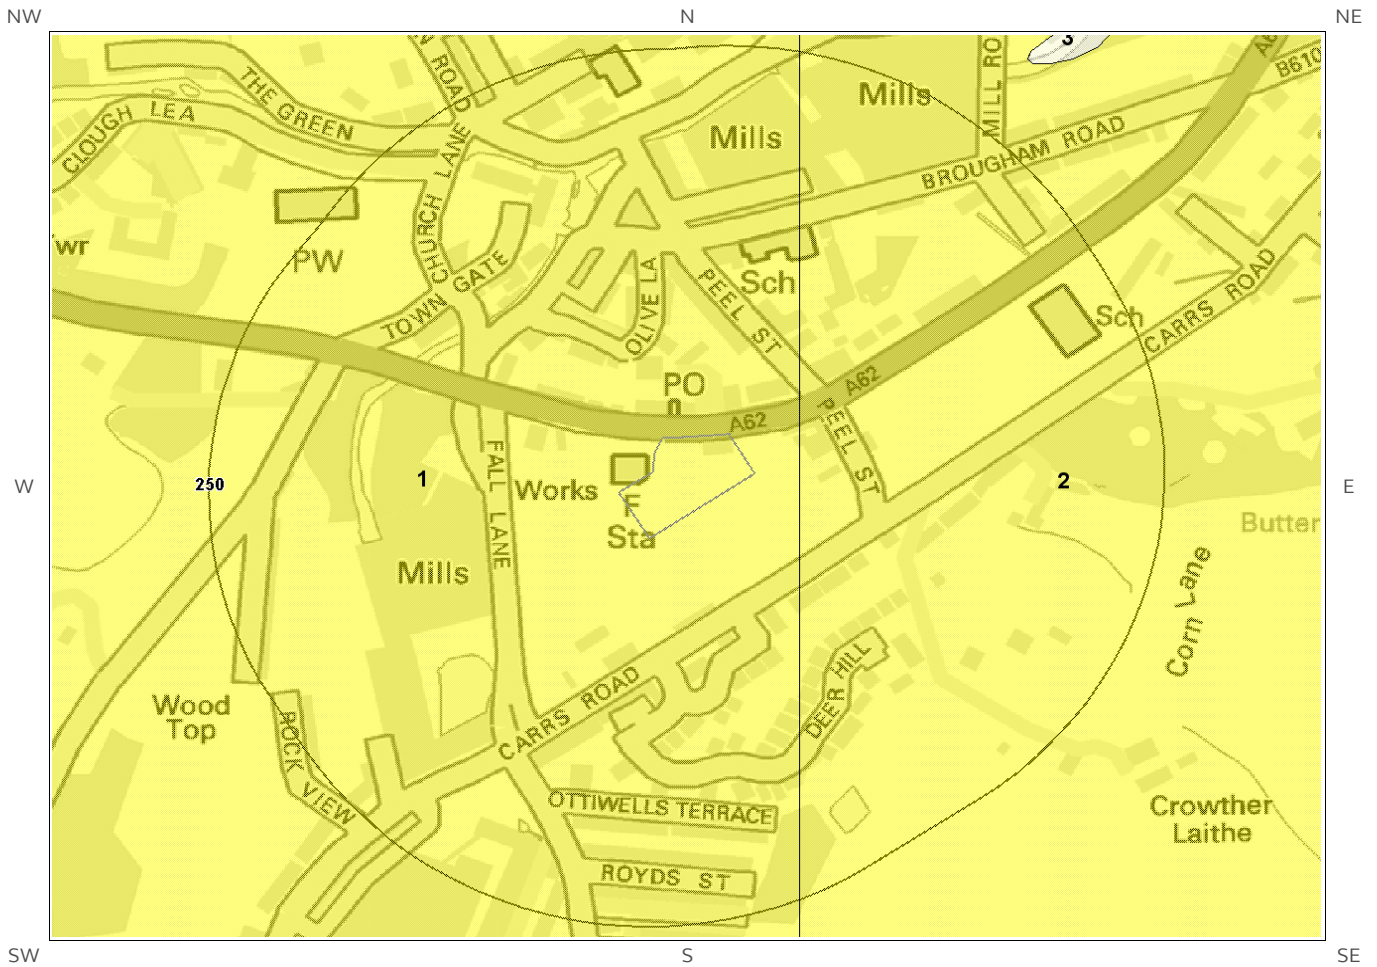 NW
N
NE
3
A6
B610
N ROAD
MILL RO
Mills
THE GREEN
CLOUGH LEA
Mills
BROUGHAM ROAD
CHURCH LANE
wr
PW
TOWN GATE
OLIVE LA
PEEL ST
Sch
Sch
CARRS ROAD
PO
A62
A62
PEEL ST
W
250
1
FALL LANE
Works
F
Sta
2
E
Butter
Mills
Corn Lane
Wood
Top
ROCK VIEW
CARRS ROAD
DEER HILL
OTTIWELLS TERRACE
Crowther
Laithe
ROYDS ST
SW
S
SE